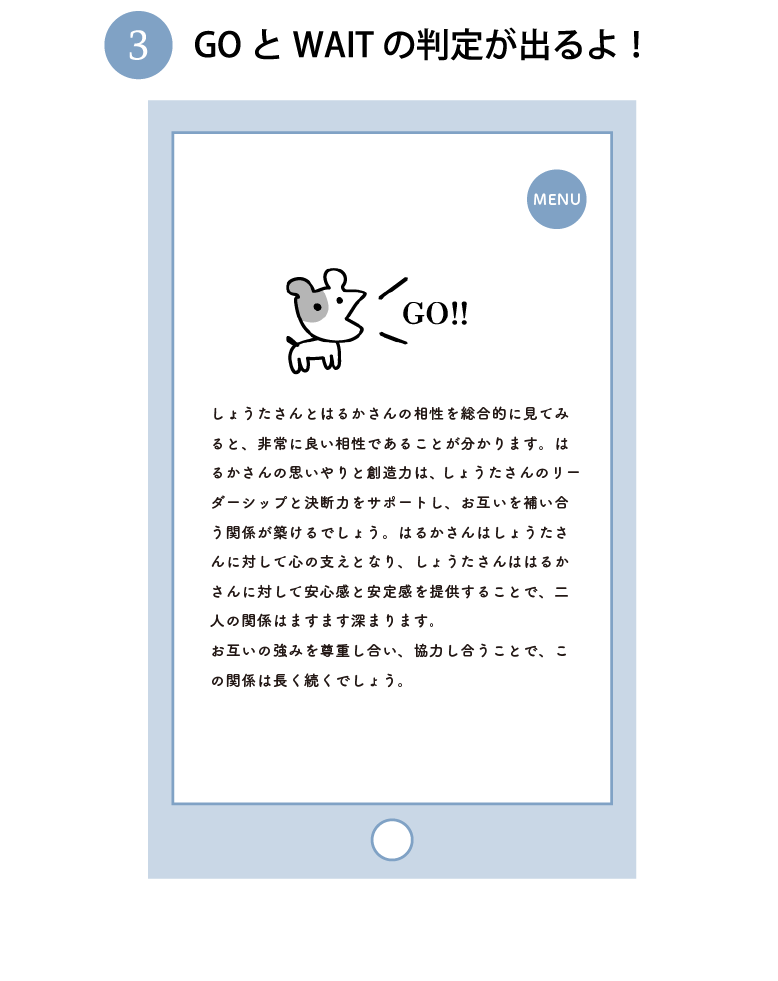 3 GO と WAIT の判定が出るよ！
MENU
GO!!
しょうたさんとはるかさんの相性を総合的に見てみ
ると、非常に良い相性であることが分かります。は
るかさんの思いやりと創造力は、しょうたさんのリー
ダーシップと決断力をサポートし、お互いを補い合
う関係が築けるでしょう。はるかさんはしょうたさ
んに対して心の支えとなり、しょうたさんははるか
さんに対して安心感と安定感を提供することで、二
人の関係はますます深まります。
お互いの強みを尊重し合い、協力し合うことで、こ
の関係は長く続くでしょう。